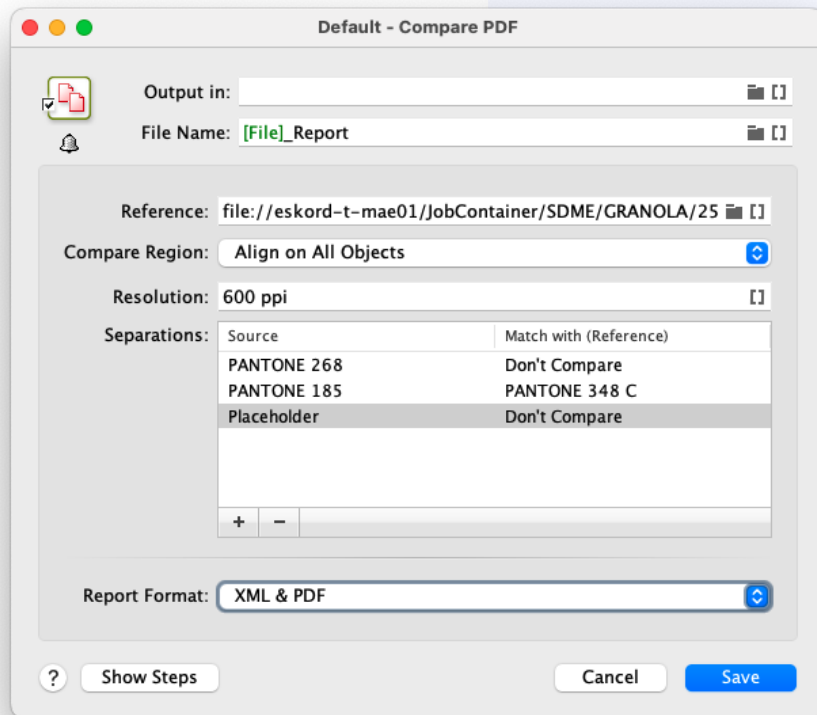 Default - Compare PDF
Output in:
File Name: [File]_Report
Reference: file://eskord-t-mae01/JobContainer/SDME/GRANOLA/25
Compare Region: Align on All Objects
Resolution: 600 ppi
Separations: Source Match with (Reference)
PANTONE 268 Don't Compare
PANTONE 185 PANTONE 348 C
Placeholder Don't Compare
+ −
Report Format: XML & PDF
? Show Steps Cancel Save